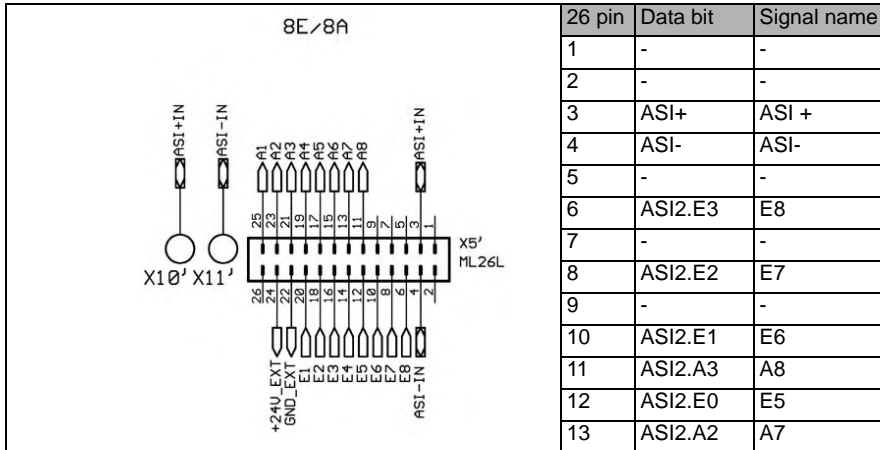 8E/8A
ASI+IN
ASI-IN
A1
A2
A3
A4
A5
A6
A7
A8
ASI+IN
25
23
21
19
17
15
13
11
9
7
5
3
1
X5'
ML26L
X10' X11'
26
24
22
20
18
16
14
12
10
8
6
4
2
+24V_EXT
GND_EXT
E1
E2
E3
E4
E5
E6
E7
E8
ASI-IN
26 pin Data bit Signal name
1 - -
2 - -
3 ASI+ ASI +
4 ASI- ASI-
5 - -
6 ASI2.E3 E8
7 - -
8 ASI2.E2 E7
9 - -
10 ASI2.E1 E6
11 ASI2.A3 A8
12 ASI2.E0 E5
13 ASI2.A2 A7